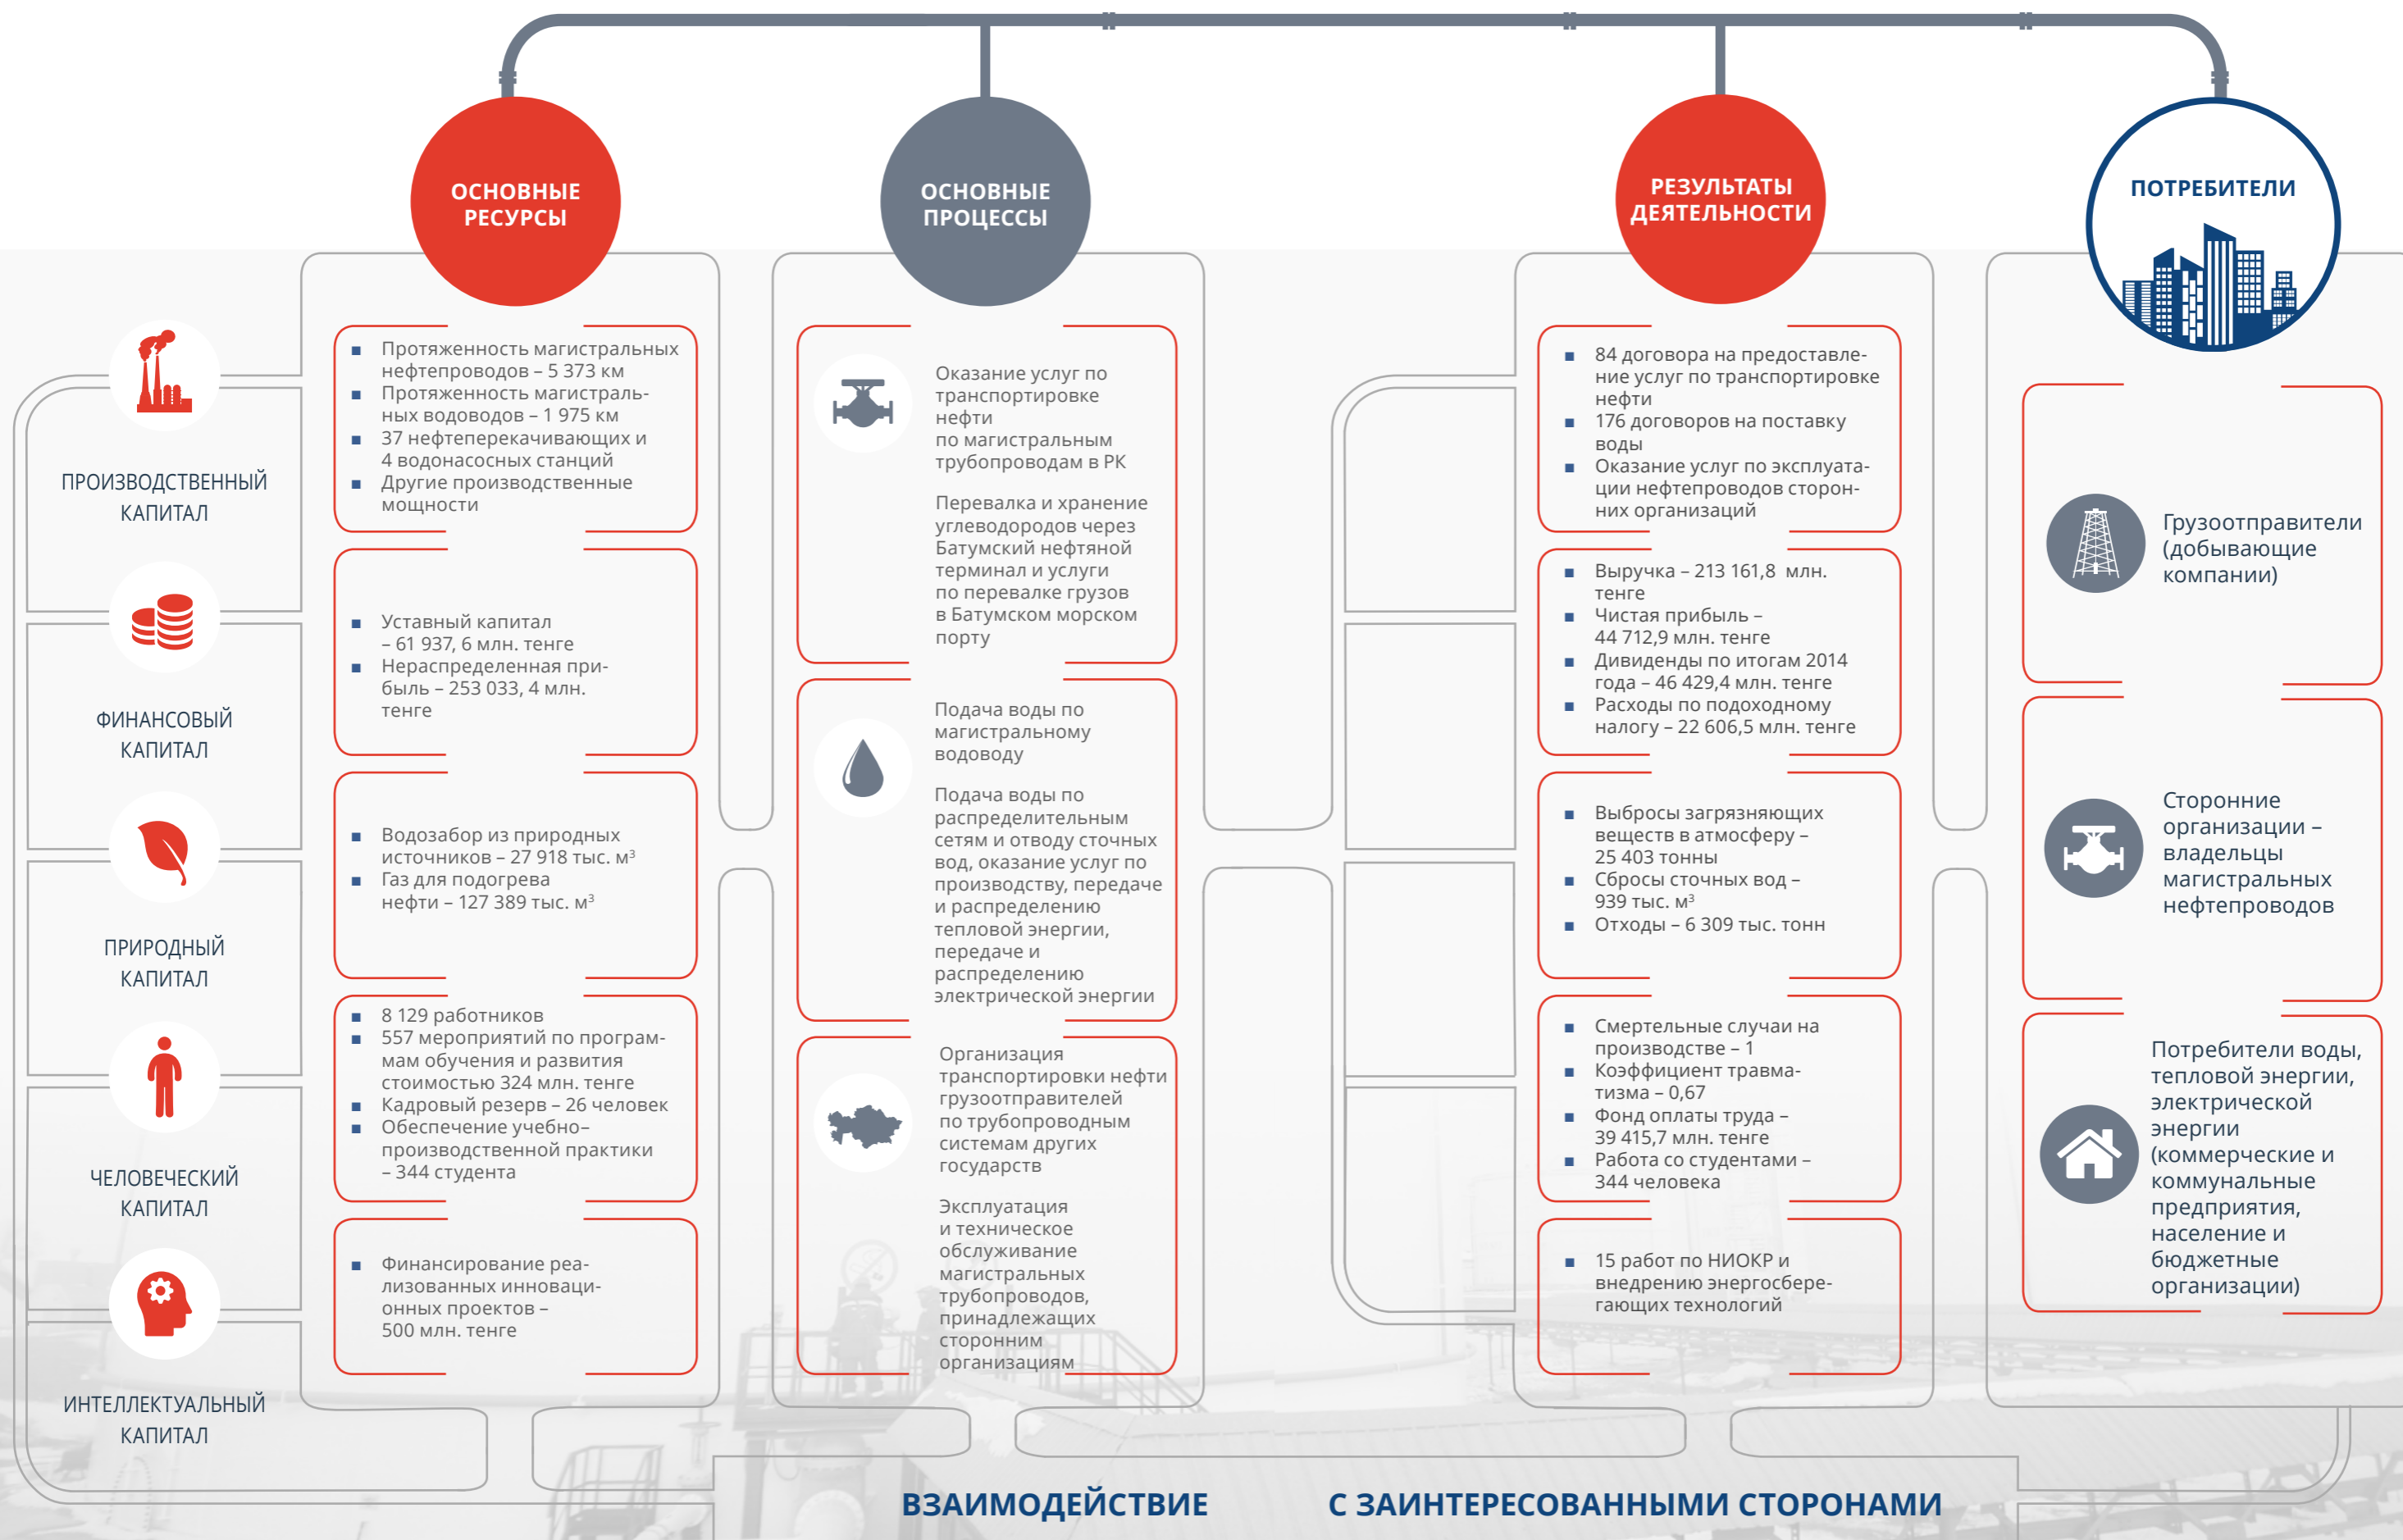 ОСНОВНЫЕ
РЕСУРСЫ
ОСНОВНЫЕ
ПРОЦЕССЫ
РЕЗУЛЬТАТЫ
ДЕЯТЕЛЬНОСТИ
ПОТРЕБИТЕЛИ
ПРОИЗВОДСТВЕННЫЙ
КАПИТАЛ
ФИНАНСОВЫЙ
КАПИТАЛ
ПРИРОДНЫЙ
КАПИТАЛ
ЧЕЛОВЕЧЕСКИЙ
КАПИТАЛ
ИНТЕЛЛЕКТУАЛЬНЫЙ
КАПИТАЛ
■ Протяженность магистральных
нефтепроводов – 5 373 км
■ Протяженность магистраль-
ных водоводов – 1 975 км
■ 37 нефтеперекачивающих и
4 водонасосных станций
■ Другие производственные
мощности
■ Уставный капитал
– 61 937, 6 млн. тенге
■ Нераспределенная при-
быль – 253 033, 4 млн.
тенге
■ Водозабор из природных
источников – 27 918 тыс. м³
■ Газ для подогрева
нефти – 127 389 тыс. м³
■ 8 129 работников
■ 557 мероприятий по програм-
мам обучения и развития
стоимостью 324 млн. тенге
■ Кадровый резерв – 26 человек
■ Обеспечение учебно–
производственной практики
– 344 студента
■ Финансирование реа-
лизованных инноваци-
онных проектов –
500 млн. тенге
Оказание услуг по
транспортировке
нефти
по магистральным
трубопроводам в РК
Перевалка и хранение
углеводородов через
Батумский нефтяной
терминал и услуги
по перевалке грузов
в Батумском морском
порту
Подача воды по
магистральному
водоводу
Подача воды по
распределительным
сетям и отводу сточных
вод, оказание услуг по
производству, передаче
и распределению
тепловой энергии,
передаче и
распределению
электрической энергии
Организация
транспортировки нефти
грузоотправителей
по трубопроводным
системам других
государств
Эксплуатация
и техническое
обслуживание
магистральных
трубопроводов,
принадлежащих
сторонним
организациям
■ 84 договора на предоставле-
ние услуг по транспортировке
нефти
■ 176 договоров на поставку
воды
■ Оказание услуг по эксплуата-
ции нефтепроводов сторон-
них организаций
■ Выручка – 213 161,8 млн.
тенге
■ Чистая прибыль –
44 712,9 млн. тенге
■ Дивиденды по итогам 2014
года – 46 429,4 млн. тенге
■ Расходы по подоходному
налогу – 22 606,5 млн. тенге
■ Выбросы загрязняющих
веществ в атмосферу –
25 403 тонны
■ Сбросы сточных вод –
939 тыс. м³
■ Отходы – 6 309 тыс. тонн
■ Смертельные случаи на
производстве – 1
■ Коэффициент травма-
тизма – 0,67
■ Фонд оплаты труда –
39 415,7 млн. тенге
■ Работа со студентами –
344 человека
■ 15 работ по НИОКР и
внедрению энергосбере-
гающих технологий
Грузоотправители
(добывающие
компании)
Сторонние
организации –
владельцы
магистральных
нефтепроводов
Потребители воды,
тепловой энергии,
электрической
энергии
(коммерческие и
коммунальные
предприятия,
население и
бюджетные
организации)
ВЗАИМОДЕЙСТВИЕ С ЗАИНТЕРЕСОВАННЫМИ СТОРОНАМИ